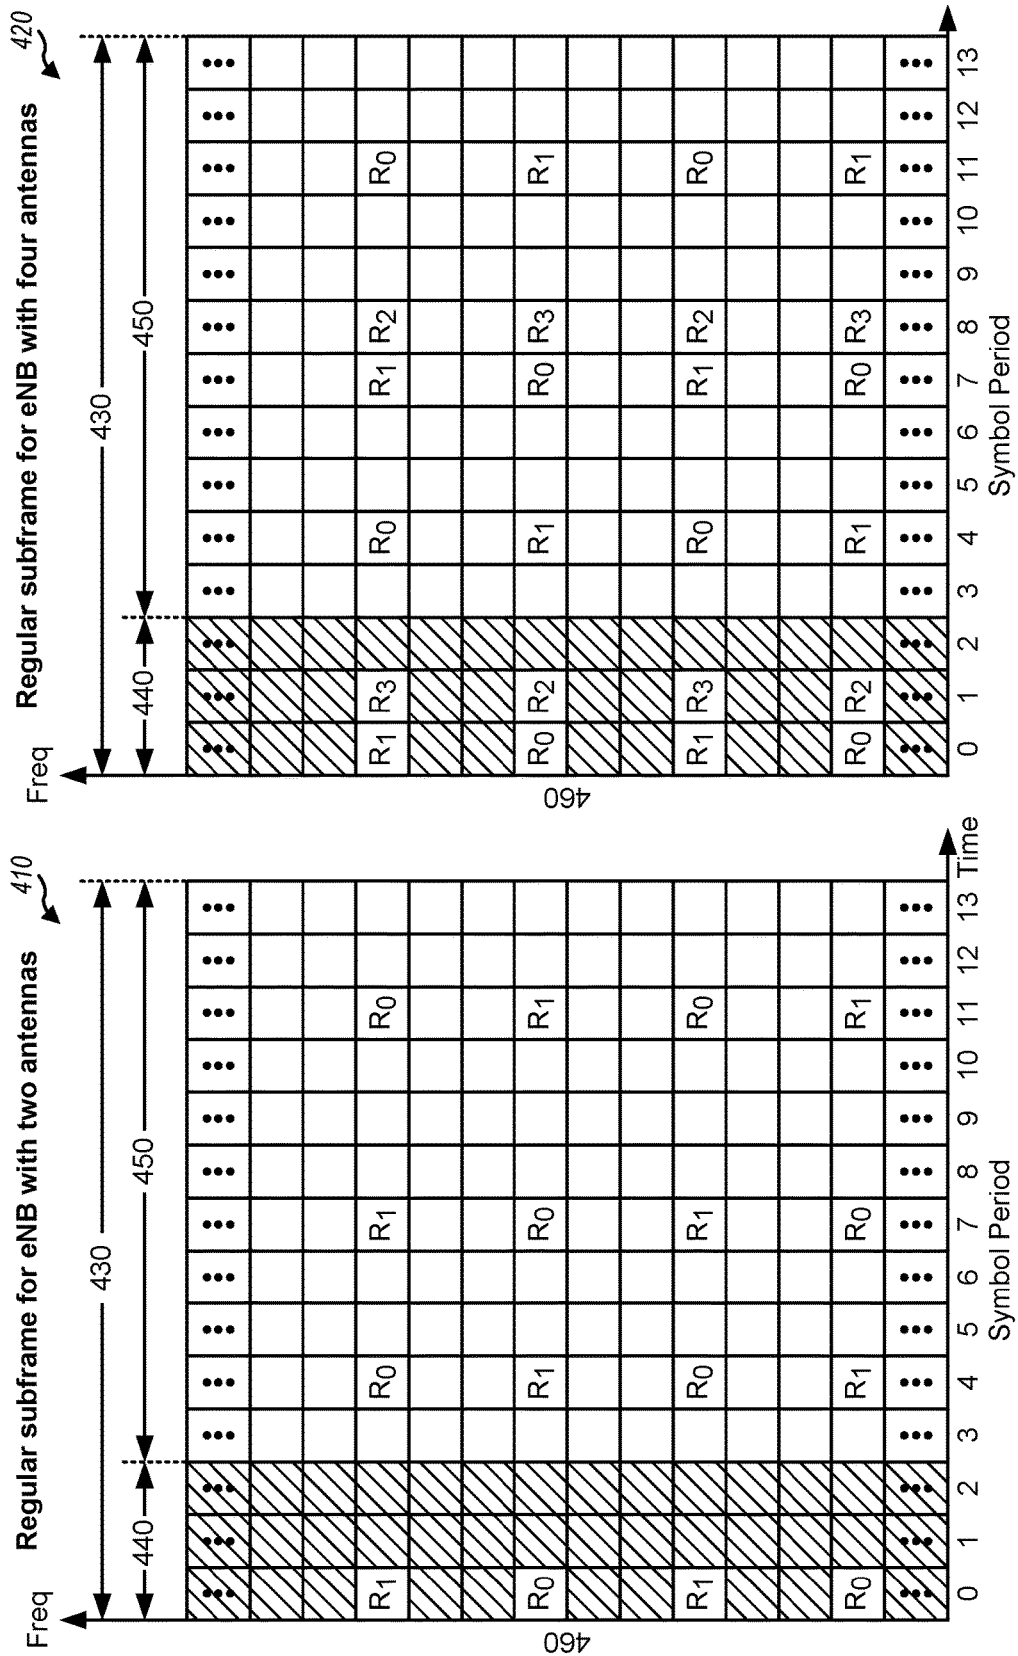 Regular subframe for eNB with two antennas
410
Freq
430
440
450
460
••• ••• ••• ••• ••• ••• ••• ••• ••• ••• ••• ••• ••• •••
R1 R0 R1 R0
R0 R1 R0 R1
R1 R0 R1 R0
R0 R1 R0 R1
••• ••• ••• ••• ••• ••• ••• ••• ••• ••• ••• ••• ••• •••
0 1 2 3 4 5 6 7 8 9 10 11 12 13
Time
Symbol Period
Regular subframe for eNB with four antennas
420
Freq
430
440
450
460
••• ••• ••• ••• ••• ••• ••• ••• ••• ••• ••• ••• ••• •••
R1 R3 R0 R1 R2 R0
R0 R2 R1 R0 R3 R1
R1 R3 R0 R1 R2 R0
R0 R2 R1 R0 R3 R1
••• ••• ••• ••• ••• ••• ••• ••• ••• ••• ••• ••• ••• •••
0 1 2 3 4 5 6 7 8 9 10 11 12 13
Symbol Period